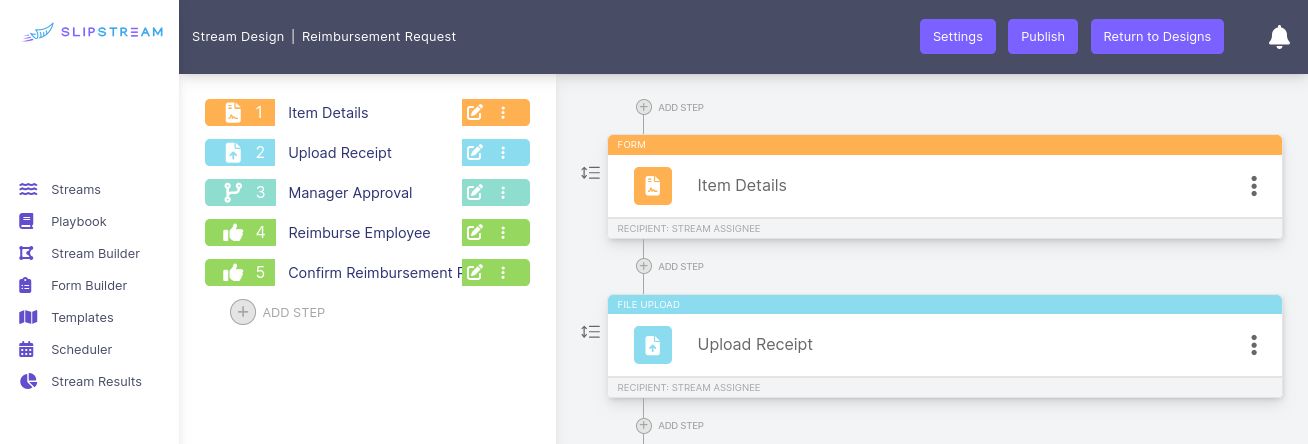 SLIPSTREAM
Stream Design | Reimbursement Request
Settings
Publish
Return to Designs
Streams
Playbook
Stream Builder
Form Builder
Templates
Scheduler
Stream Results
1 Item Details
2 Upload Receipt
3 Manager Approval
4 Reimburse Employee
5 Confirm Reimbursement
ADD STEP
ADD STEP
FORM
Item Details
RECIPIENT: STREAM ASSIGNEE
ADD STEP
FILE UPLOAD
Upload Receipt
RECIPIENT: STREAM ASSIGNEE
ADD STEP